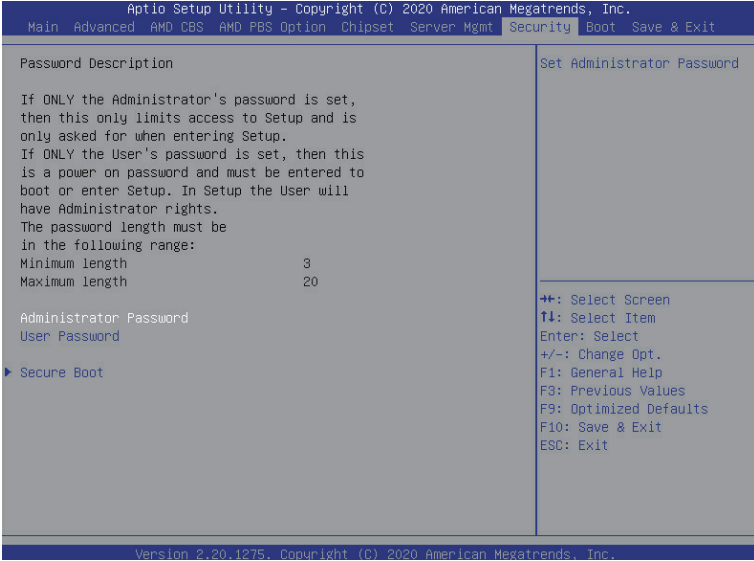 Aptio Setup Utility – Copyright (C) 2020 American Megatrends, Inc.
Main Advanced AMD CBS AMD PBS Option Chipset Server Mgmt Security Boot Save & Exit
Password Description
Set Administrator Password
If ONLY the Administrator's password is set,
then this only limits access to Setup and is
only asked for when entering Setup.
If ONLY the User's password is set, then this
is a power on password and must be entered to
boot or enter Setup. In Setup the User will
have Administrator rights.
The password length must be
in the following range:
Minimum length 3
Maximum length 20
Administrator Password
User Password
Secure Boot
→←: Select Screen
↑↓: Select Item
Enter: Select
+/-: Change Opt.
F1: General Help
F3: Previous Values
F9: Optimized Defaults
F10: Save & Exit
ESC: Exit
Version 2.20.1275. Copyright (C) 2020 American Megatrends, Inc.